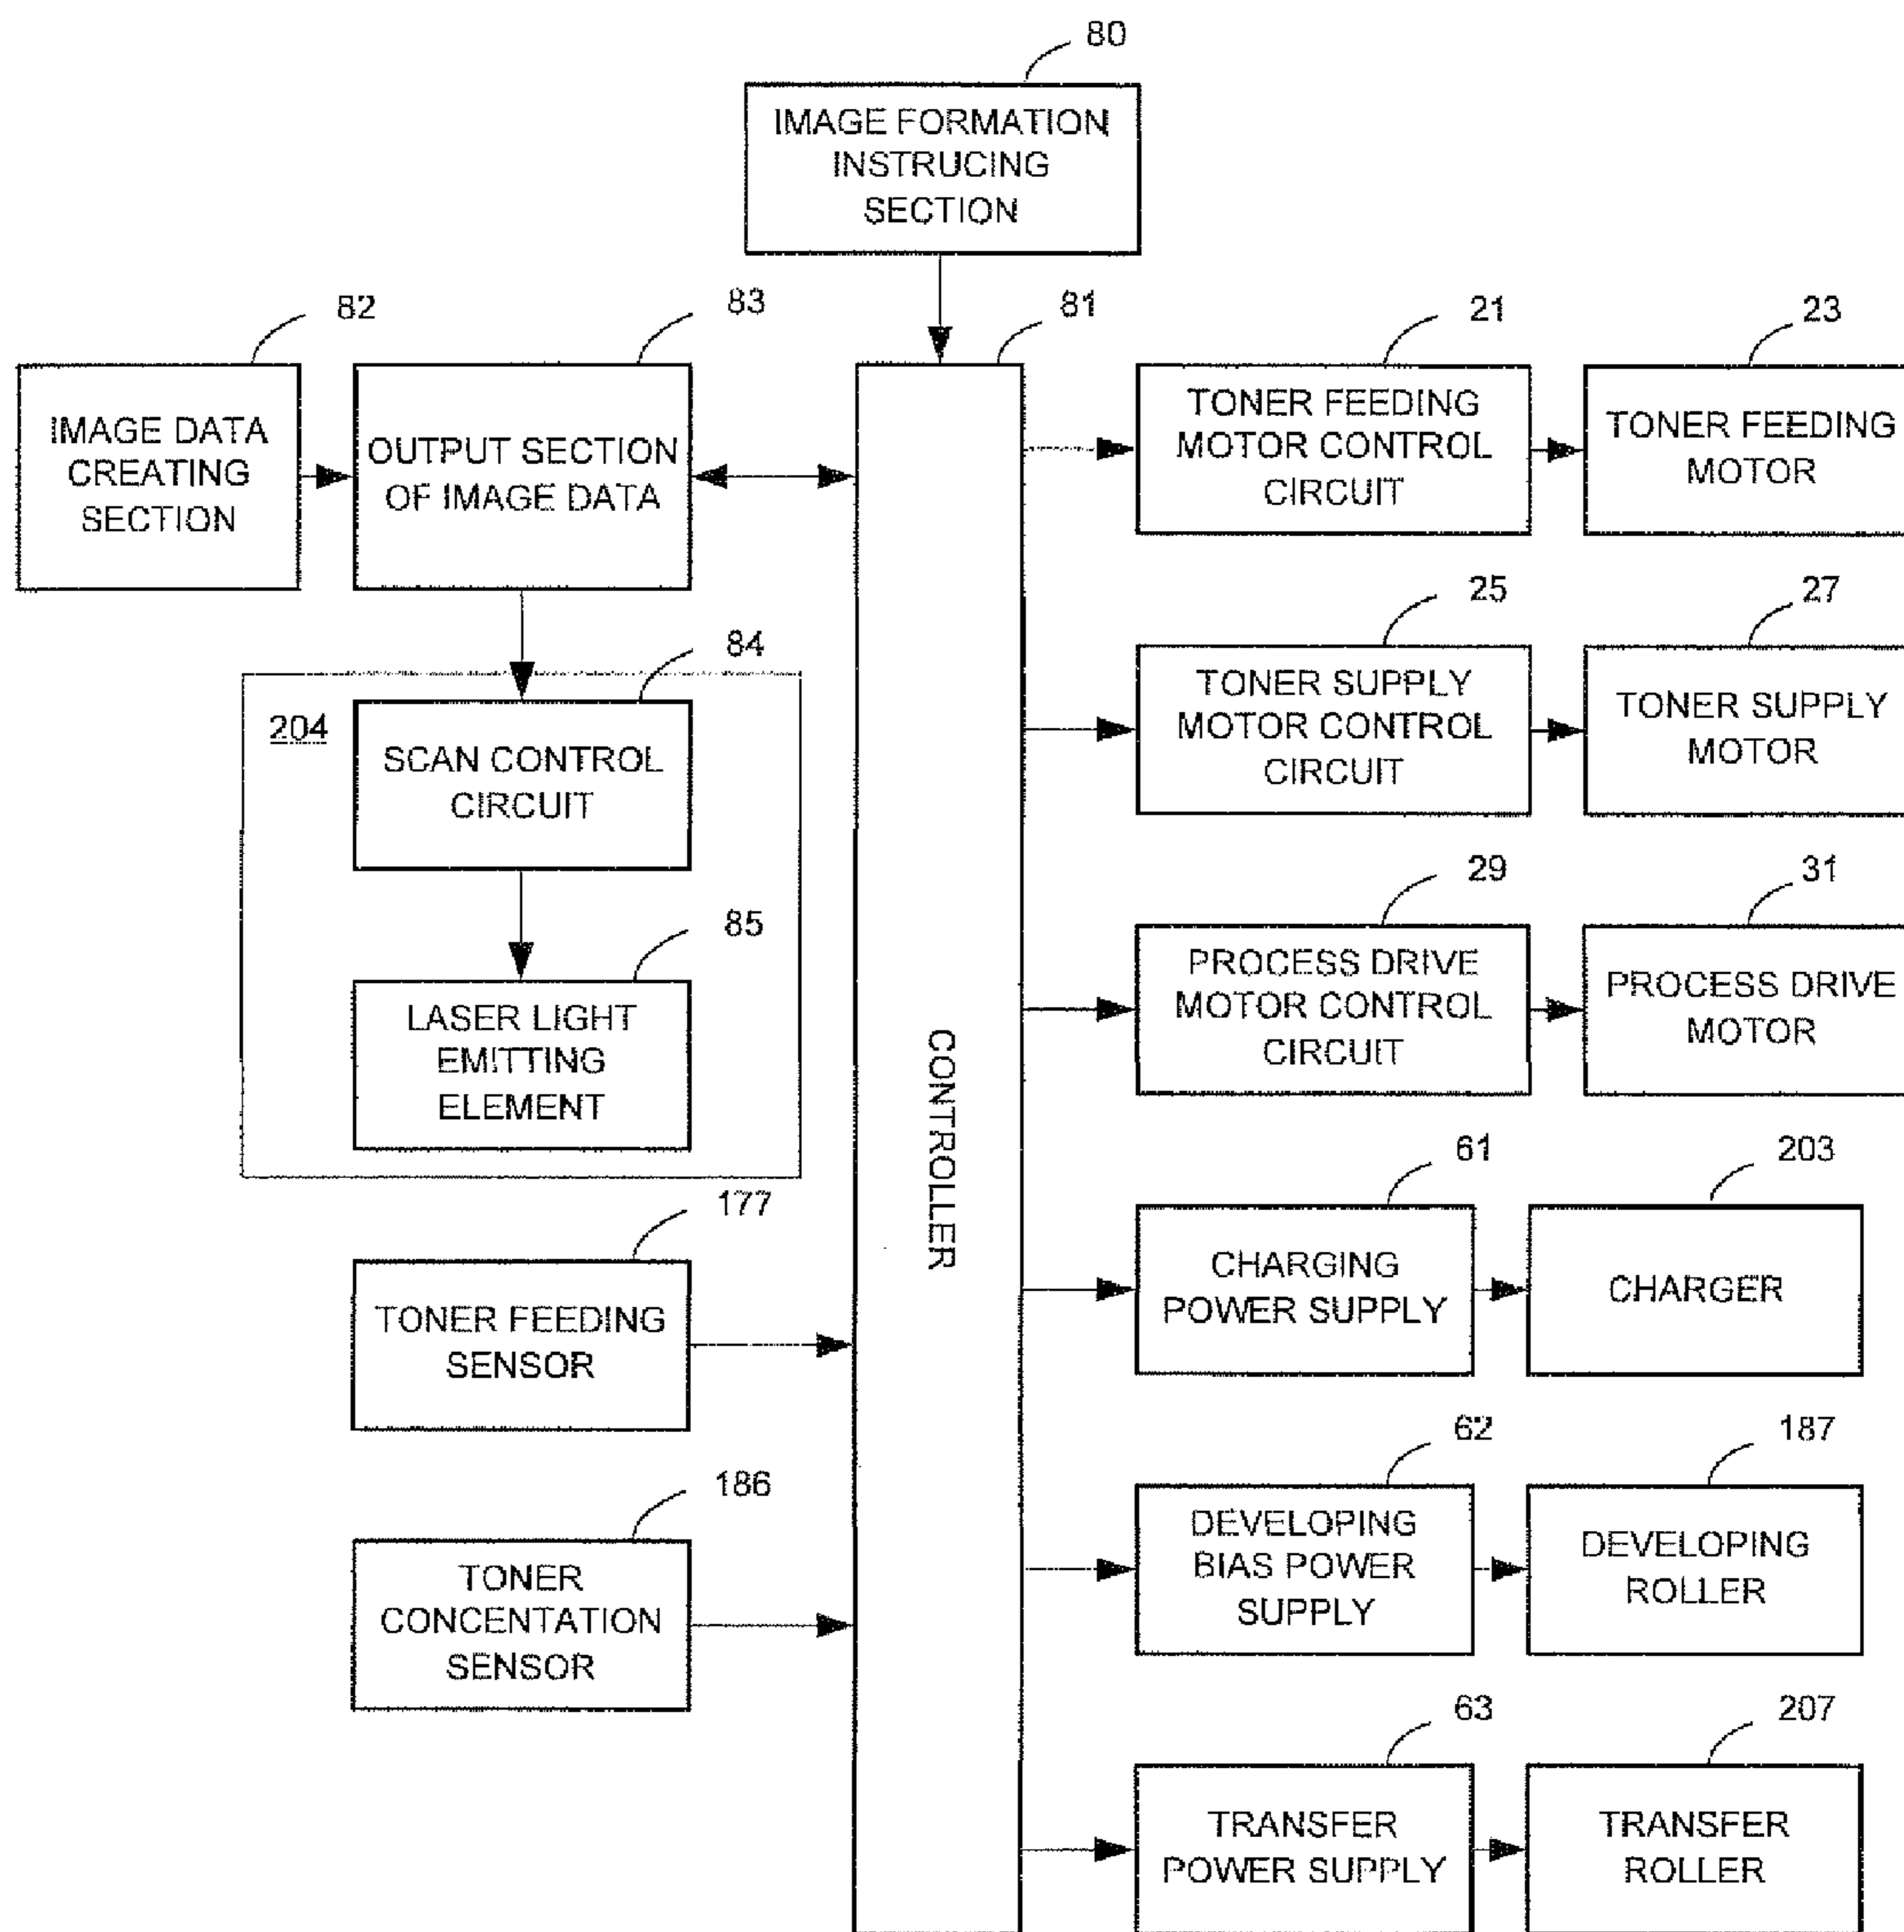 80
IMAGE FORMATION
INSTRUCING
SECTION
82
83
81
21
23
IMAGE DATA
CREATING
SECTION
OUTPUT SECTION
OF IMAGE DATA
TONER FEEDING
MOTOR CONTROL
CIRCUIT
TONER FEEDING
MOTOR
25
27
84
204
SCAN CONTROL
CIRCUIT
TONER SUPPLY
MOTOR CONTROL
CIRCUIT
TONER SUPPLY
MOTOR
29
31
85
LASER LIGHT
EMITTING
ELEMENT
CONTROLLER
PROCESS DRIVE
MOTOR CONTROL
CIRCUIT
PROCESS DRIVE
MOTOR
61
203
177
TONER FEEDING
SENSOR
CHARGING
POWER SUPPLY
CHARGER
62
187
186
TONER
CONCENTATION
SENSOR
DEVELOPING
BIAS POWER
SUPPLY
DEVELOPING
ROLLER
63
207
TRANSFER
POWER SUPPLY
TRANSFER
ROLLER